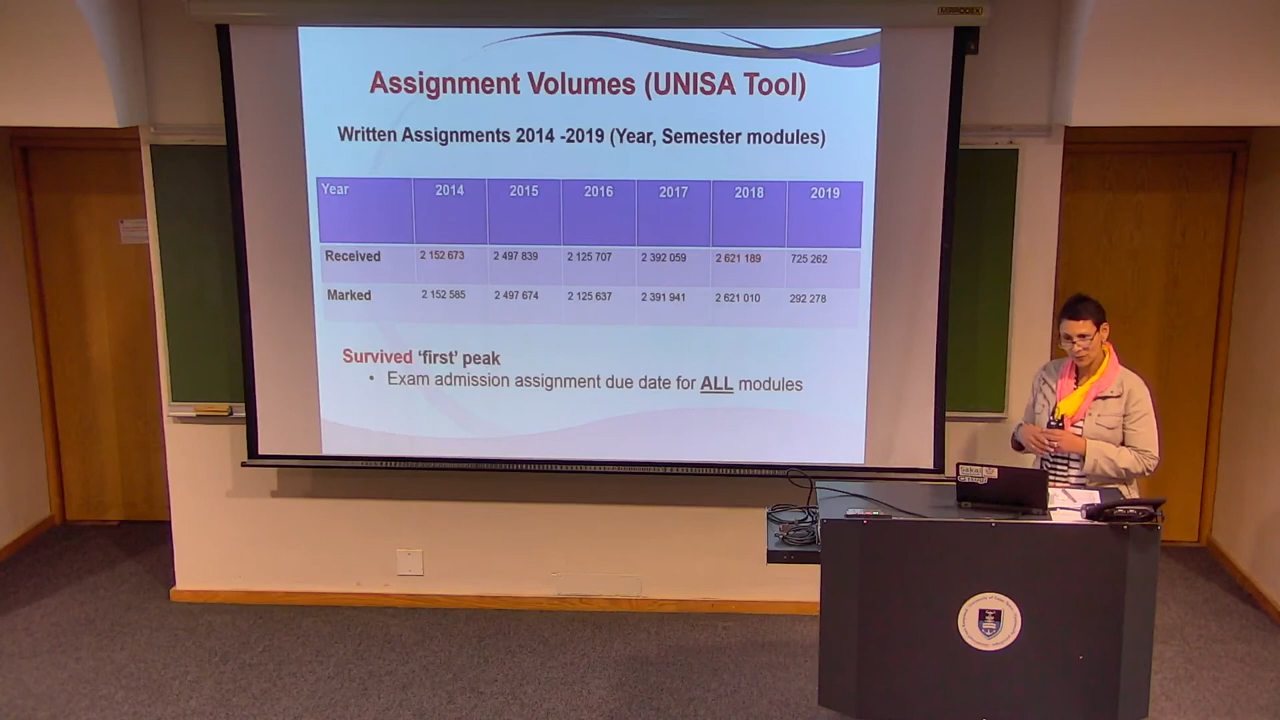 Assignment Volumes (UNISA Tool)
Written Assignments 2014 -2019 (Year, Semester modules)
Year 2014 2015 2016 2017 2018 2019
Received 2 152 673 2 497 839 2 125 707 2 392 059 2 621 189 725 262
Marked 2 152 585 2 497 674 2 125 637 2 391 941 2 621 010 292 278
Survived 'first' peak
• Exam admission assignment due date for ALL modules
Sakai